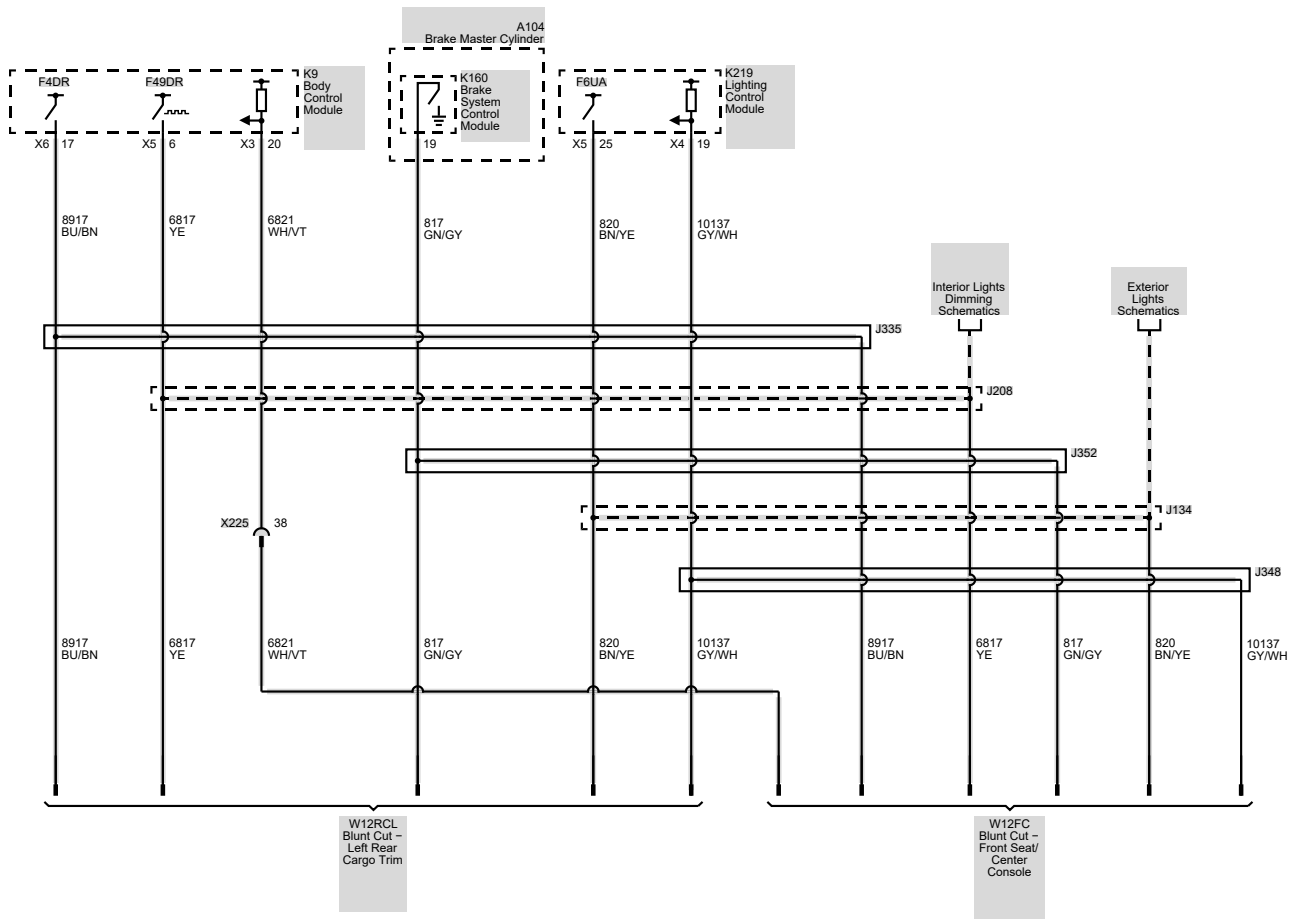 A104
Brake Master Cylinder
F4DR
F49DR
K9
Body
Control
Module
K160
Brake
System
Control
Module
F6UA
K219
Lighting
Control
Module
X6 17
X5 6
X3 20
19
X5 25
X4 19
8917
BU/BN
6817
YE
6821
WH/VT
817
GN/GY
820
BN/YE
10137
GY/WH
Interior Lights
Dimming
Schematics
Exterior
Lights
Schematics
J335
J208
J352
J134
X225 38
J348
8917
BU/BN
6817
YE
6821
WH/VT
817
GN/GY
820
BN/YE
10137
GY/WH
8917
BU/BN
6817
YE
817
GN/GY
820
BN/YE
10137
GY/WH
W12RCL
Blunt Cut –
Left Rear
Cargo Trim
W12FC
Blunt Cut –
Front Seat/
Center
Console